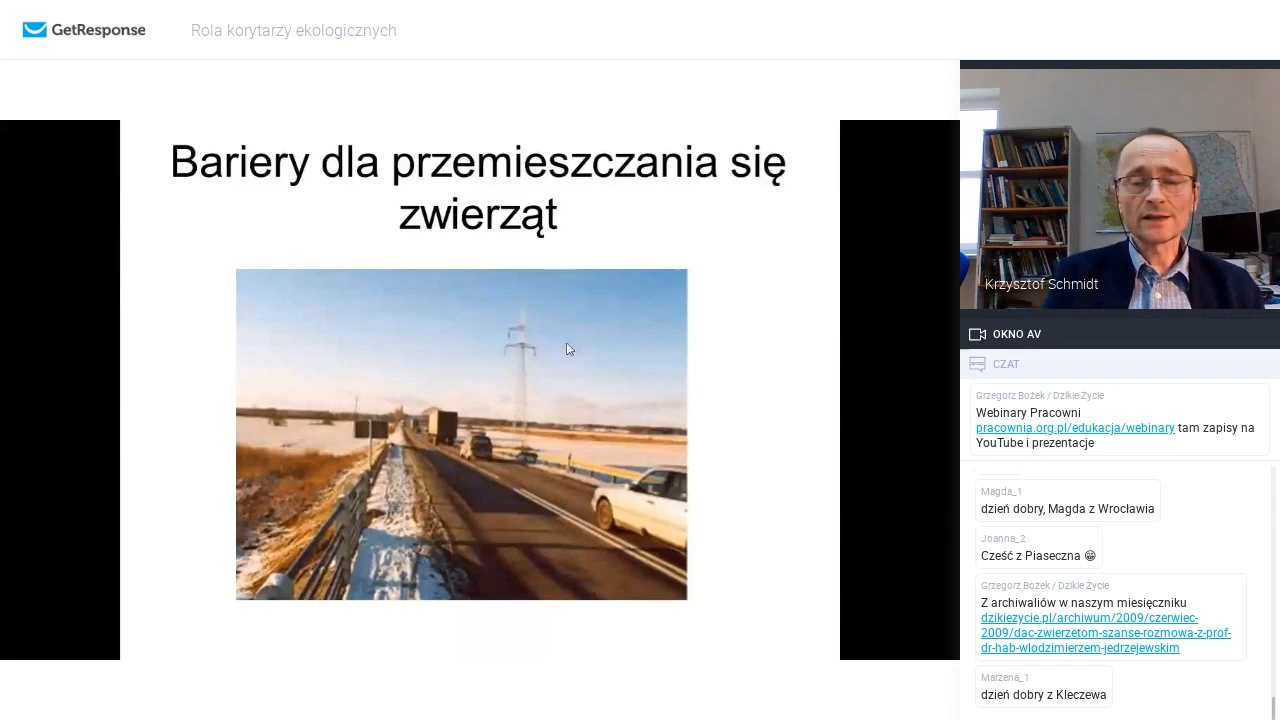 GetResponse
Rola korytarzy ekologicznych
Bariery dla przemieszczania się
zwierząt
Krzysztof Schmidt
OKNO AV
CZAT
Grzegorz Bożek / Dzikie Życie
Webinary Pracowni
pracownia.org.pl/edukacja/webinary tam zapisy na
YouTube i prezentacje
Magda_1
dzień dobry, Magda z Wrocławia
Joanna_2
Cześć z Piaseczna 😁
Grzegorz Bożek / Dzikie Życie
Z archiwaliów w naszym miesięczniku
dzikiezycie.pl/archiwum/2009/czerwiec-
2009/dac-zwierzetom-szanse-rozmowa-z-prof-
dr-hab-wlodzimierzem-jedrzejewskim
Marzena_1
dzień dobry z Kleczewa